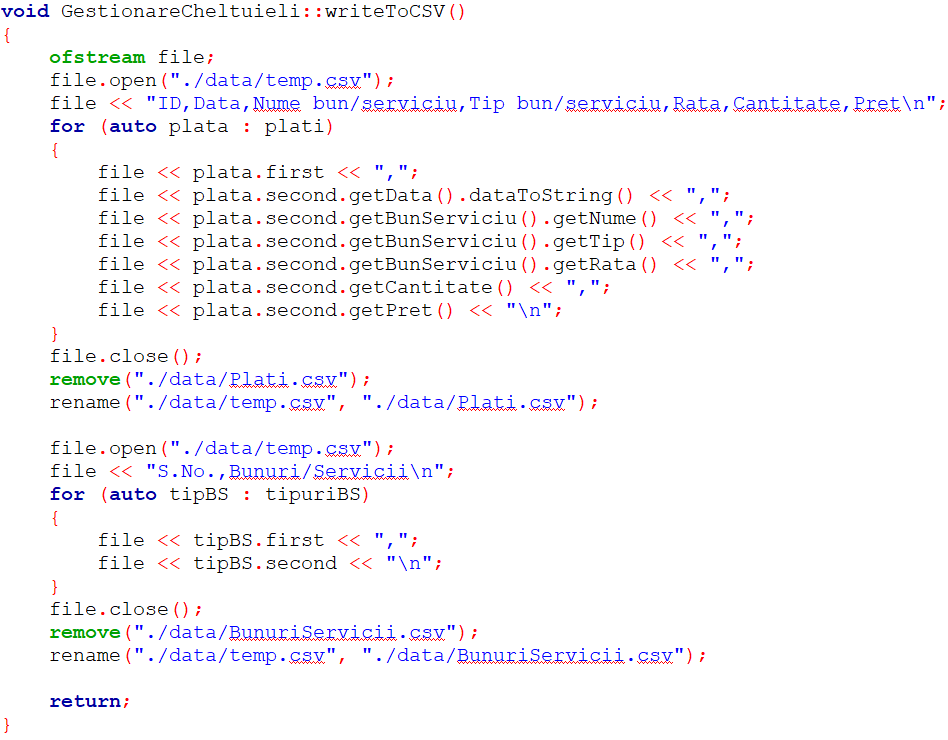 void GestionareCheltuieli::writeToCSV()
{
    ofstream file;
    file.open("./data/temp.csv");
    file << "ID,Data,Nume bun/serviciu,Tip bun/serviciu,Rata,Cantitate,Pret\n";
    for (auto plata : plati)
    {
        file << plata.first << ",";
        file << plata.second.getData().dataToString() << ",";
        file << plata.second.getBunServiciu().getNume() << ",";
        file << plata.second.getBunServiciu().getTip() << ",";
        file << plata.second.getBunServiciu().getRata() << ",";
        file << plata.second.getCantitate() << ",";
        file << plata.second.getPret() << "\n";
    }
    file.close();
    remove("./data/Plati.csv");
    rename("./data/temp.csv", "./data/Plati.csv");

    file.open("./data/temp.csv");
    file << "S.No.,Bunuri/Servicii\n";
    for (auto tipBS : tipuriBS)
    {
        file << tipBS.first << ",";
        file << tipBS.second << "\n";
    }
    file.close();
    remove("./data/BunuriServicii.csv");
    rename("./data/temp.csv", "./data/BunuriServicii.csv");

    return;
}